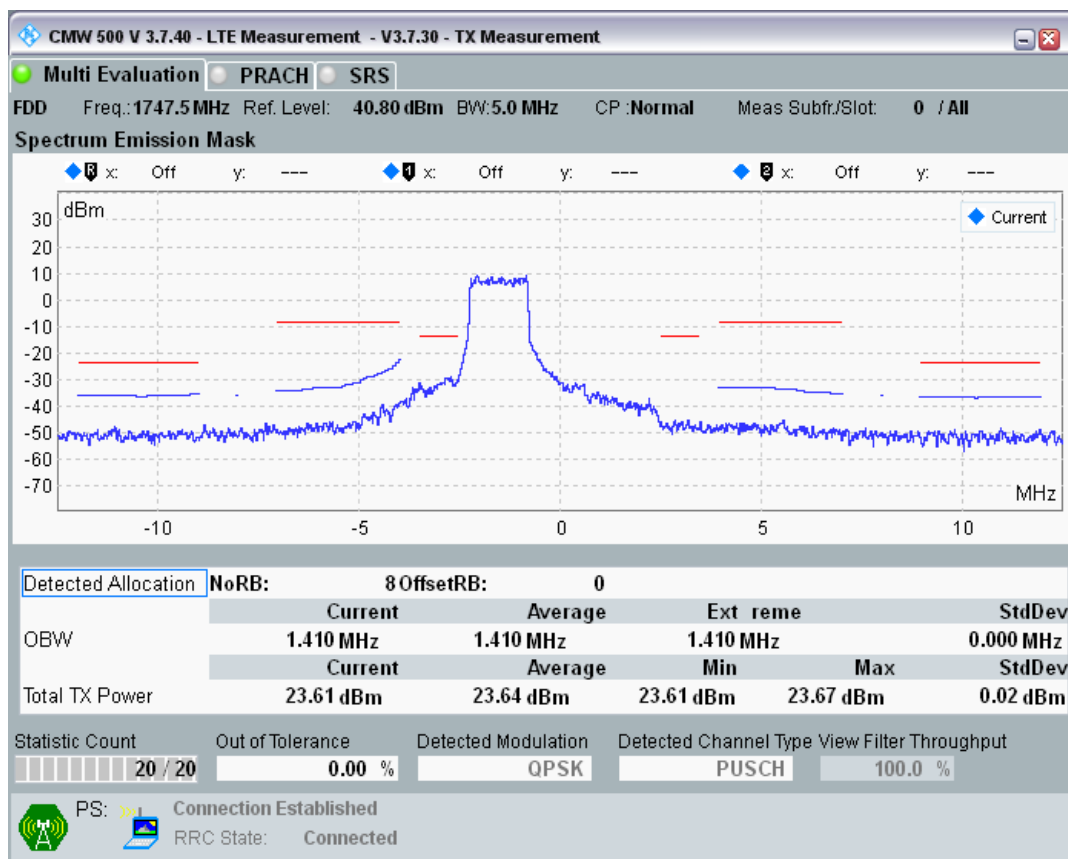 CMW 500 V 3.7.40 - LTE Measurement - V3.7.30 - TX Measurement
Multi Evaluation PRACH SRS
FDD Freq.: 1747.5 MHz Ref. Level: 40.80 dBm BW: 5.0 MHz CP : Normal Meas Subfr./Slot: 0 / All
Spectrum Emission Mask
R x: Off y: --- 1 x: Off y: --- 2 x: Off y: ---
dBm
Current
30
20
10
0
-10
-20
-30
-40
-50
-60
-70
MHz
-10 -5 0 5 10
Detected Allocation NoRB: 8 OffsetRB: 0
Current Average Ext reme StdDev
OBW 1.410 MHz 1.410 MHz 1.410 MHz 0.000 MHz
Current Average Min Max StdDev
Total TX Power 23.61 dBm 23.64 dBm 23.61 dBm 23.67 dBm 0.02 dBm
Statistic Count Out of Tolerance Detected Modulation Detected Channel Type View Filter Throughput
20 / 20 0.00 % QPSK PUSCH 100.0 %
PS: Connection Established
RRC State: Connected